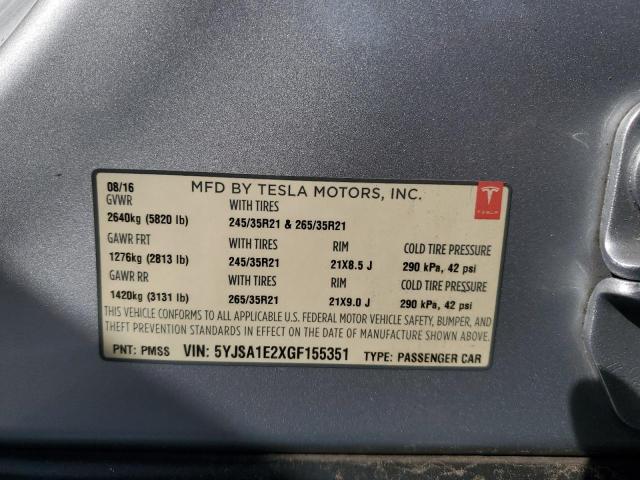 08/16 MFD BY TESLA MOTORS, INC.
GVWR WITH TIRES
2640kg (5820 lb) 245/35R21 & 265/35R21
GAWR FRT WITH TIRES RIM COLD TIRE PRESSURE
1276kg (2813 lb) 245/35R21 21X8.5 J 290 kPa, 42 psi
GAWR RR WITH TIRES RIM COLD TIRE PRESSURE
1420kg (3131 lb) 265/35R21 21X9.0 J 290 kPa, 42 psi
THIS VEHICLE CONFORMS TO ALL APPLICABLE U.S. FEDERAL MOTOR VEHICLE SAFETY, BUMPER, AND
THEFT PREVENTION STANDARDS IN EFFECT ON THE DATE OF MANUFACTURE SHOWN ABOVE.
PNT: PMSS VIN: 5YJSA1E2XGF155351 TYPE: PASSENGER CAR
TESLA